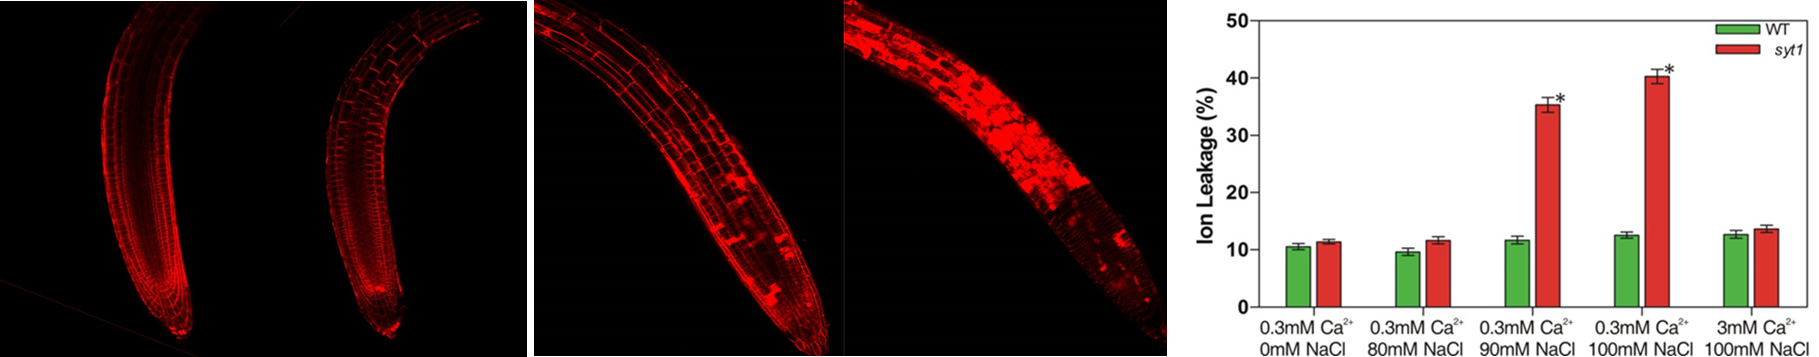 50
WT
syt1
40
30
20
10
0
Ion Leakage (%)
*
*
0.3mM Ca²⁺ 0.3mM Ca²⁺ 0.3mM Ca²⁺ 0.3mM Ca²⁺ 3mM Ca²⁺
0mM NaCl 80mM NaCl 90mM NaCl 100mM NaCl 100mM NaCl